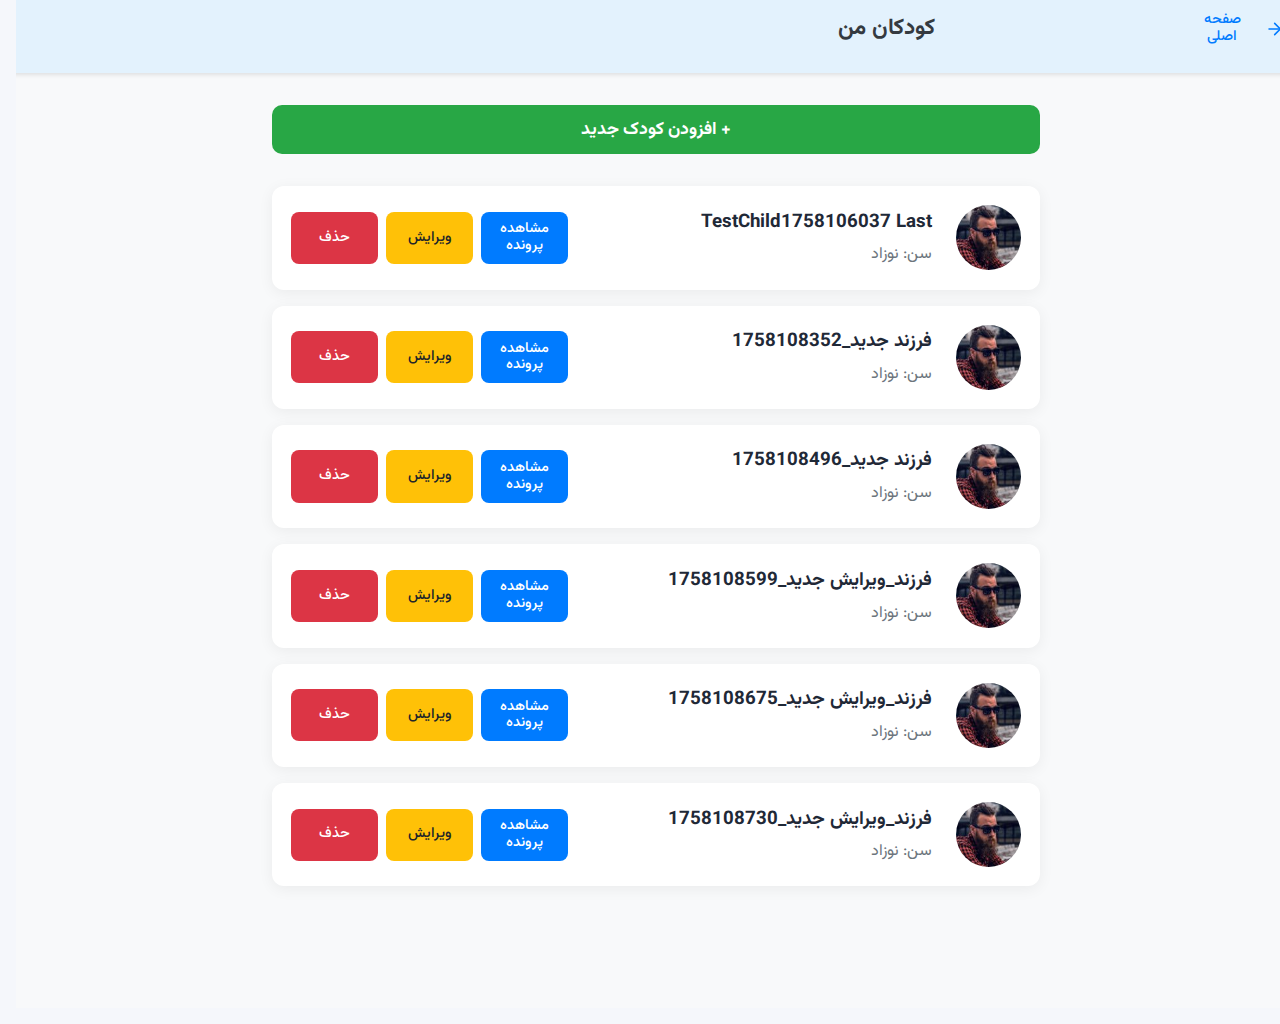 صفحه
اصلی
کودکان من
+ افزودن کودک جدید
TestChild1758106037 Last
سن: نوزاد
مشاهده
پرونده
ویرایش
حذف
فرزند جدید_1758108352
سن: نوزاد
مشاهده
پرونده
ویرایش
حذف
فرزند جدید_1758108496
سن: نوزاد
مشاهده
پرونده
ویرایش
حذف
فرزند_ویرایش جدید_1758108599
سن: نوزاد
مشاهده
پرونده
ویرایش
حذف
فرزند_ویرایش جدید_1758108675
سن: نوزاد
مشاهده
پرونده
ویرایش
حذف
فرزند_ویرایش جدید_1758108730
سن: نوزاد
مشاهده
پرونده
ویرایش
حذف